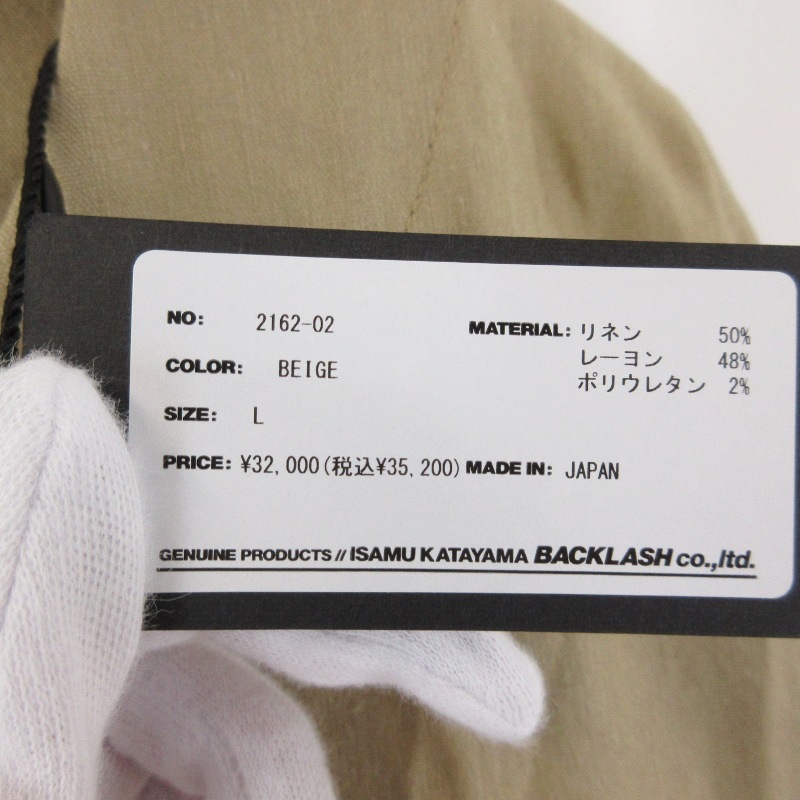 NO: 2162-02
COLOR: BEIGE
SIZE: L
PRICE: ¥32,000(税込¥35,200)
MATERIAL: リネン 50%
レーヨン 48%
ポリウレタン 2%
MADE IN: JAPAN
GENUINE PRODUCTS // ISAMU KATAYAMA BACKLASH co.,ltd.